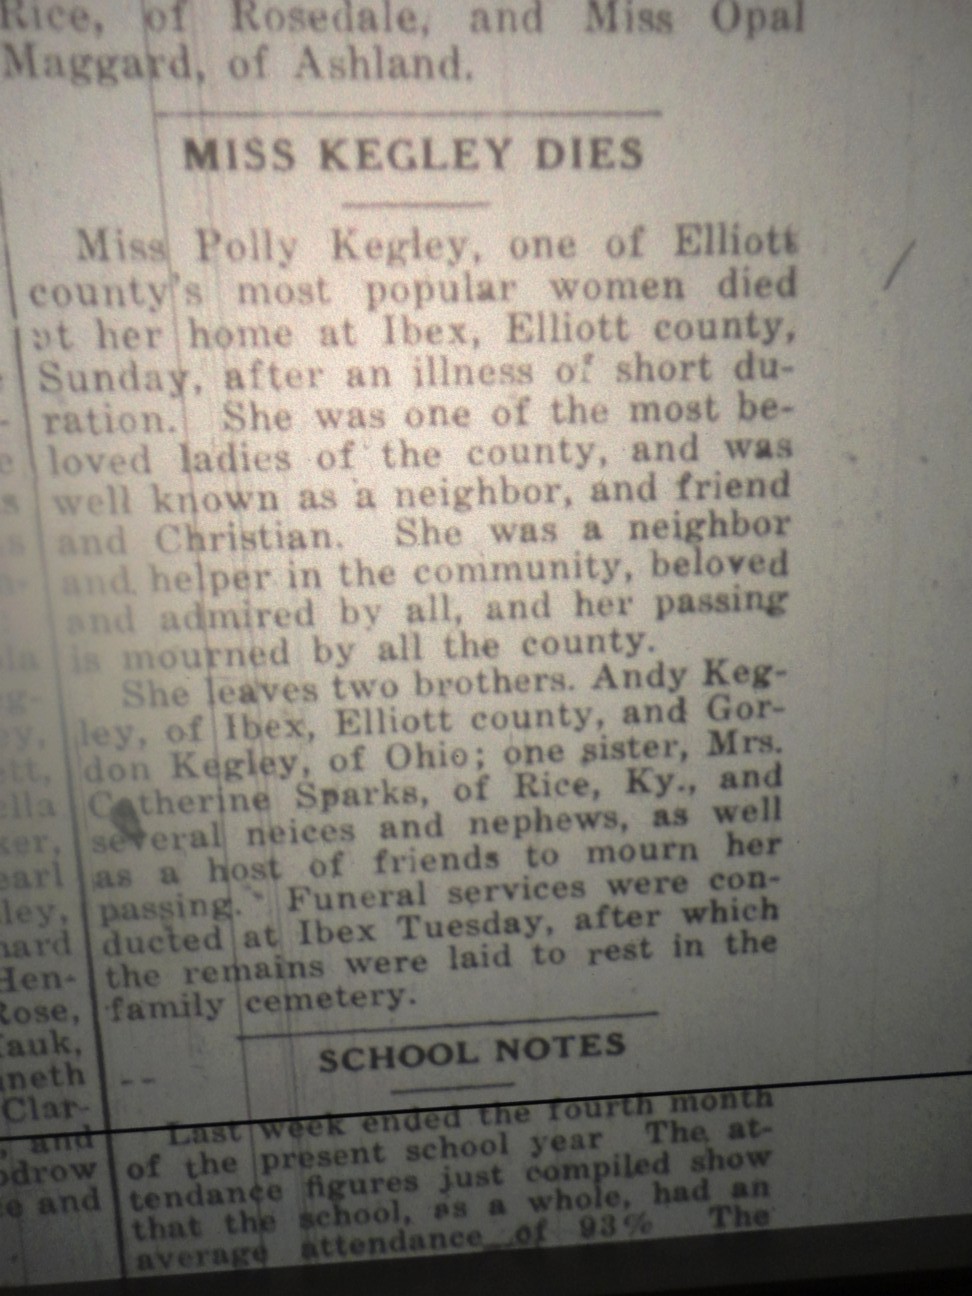 Rice, of Rosedale, and Miss Opal
Maggard, of Ashland.
MISS KEGLEY DIES
Miss Polly Kegley, one of Elliott
county's most popular women died
at her home at Ibex, Elliott county,
Sunday, after an illness of short du-
ration. She was one of the most be-
loved ladies of the county, and was
well known as a neighbor, and friend
and Christian. She was a neighbor
and helper in the community, beloved
and admired by all, and her passing
is mourned by all the county.
She leaves two brothers. Andy Keg-
ley, of Ibex, Elliott county, and Gor-
don Kegley, of Ohio; one sister, Mrs.
Catherine Sparks, of Rice, Ky., and
several neices and nephews, as well
as a host of friends to mourn her
passing. Funeral services were con-
ducted at Ibex Tuesday, after which
the remains were laid to rest in the
family cemetery.
SCHOOL NOTES
--
Last week ended the fourth month
of the present school year The at-
tendance figures just compiled show
that the school, as a whole, had an
average attendance of 93% The